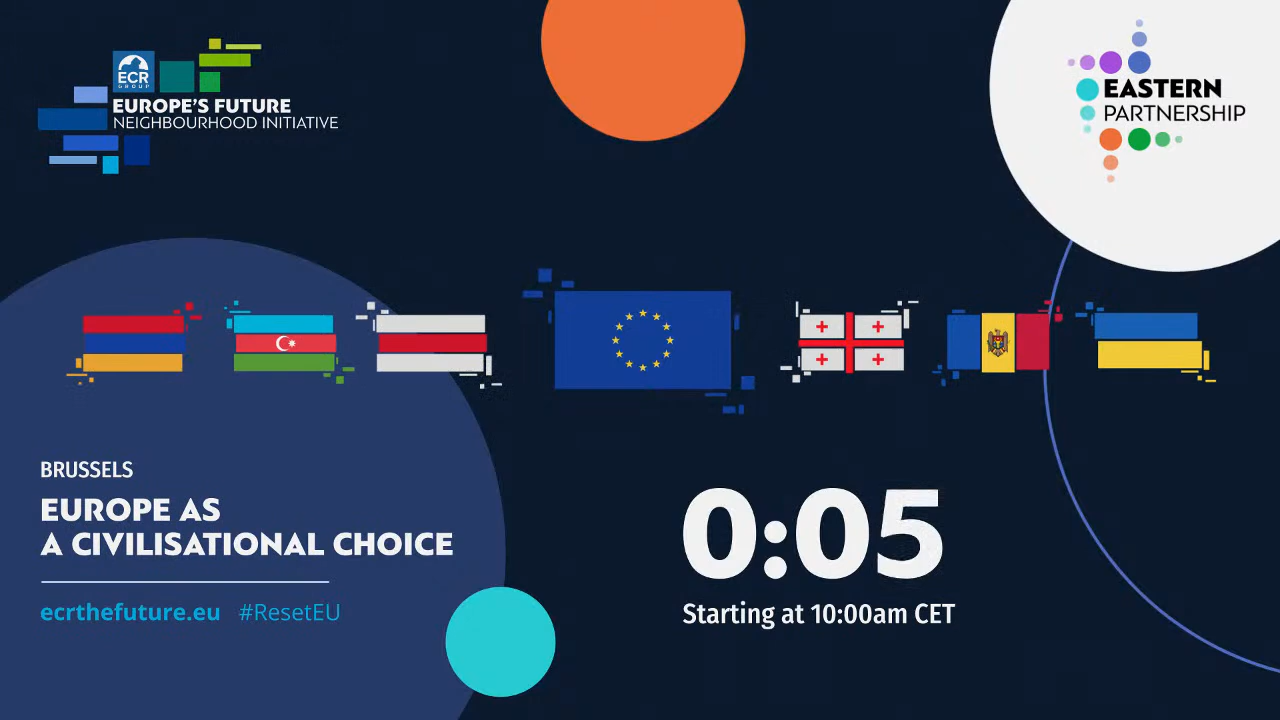 ECR
GROUP
EUROPE'S FUTURE
NEIGHBOURHOOD INITIATIVE
EASTERN
PARTNERSHIP
BRUSSELS
EUROPE AS
A CIVILISATIONAL CHOICE
ecrthefuture.eu #ResetEU
0:05
Starting at 10:00am CET